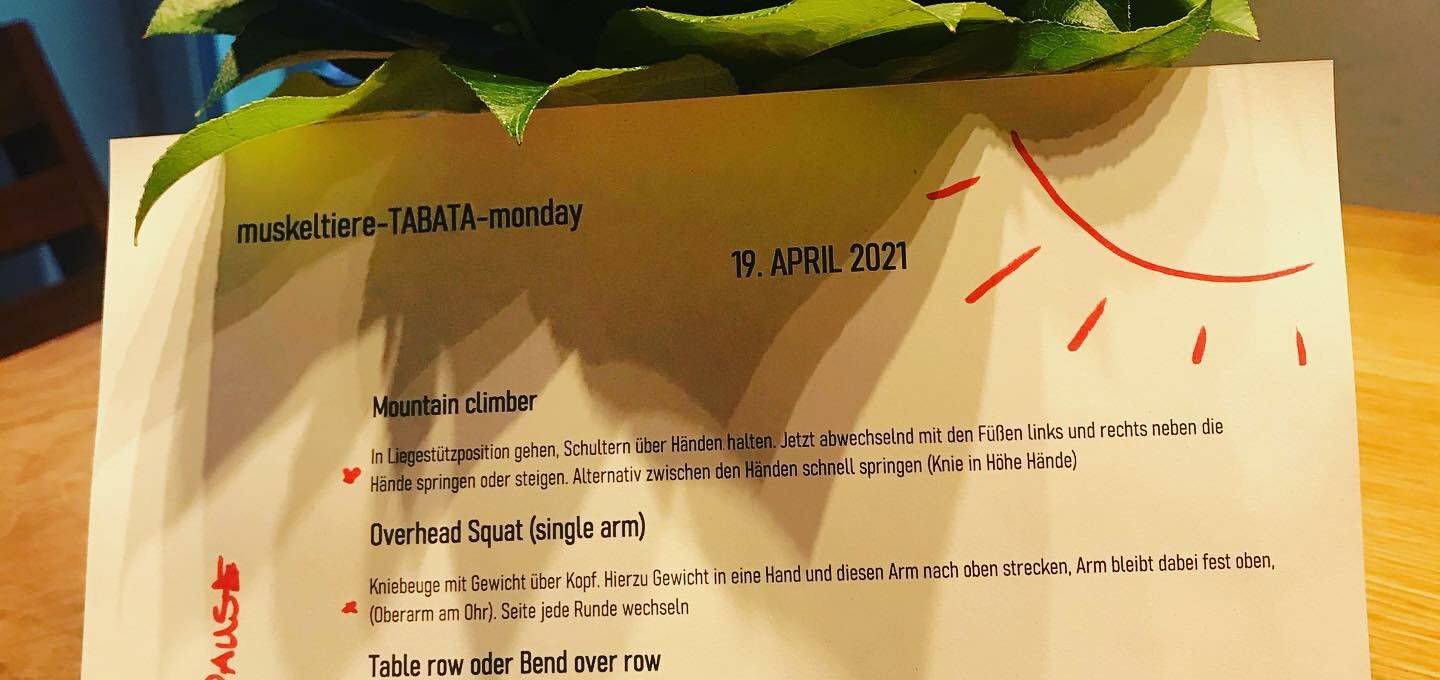 muskeltiere-TABATA-monday
19. APRIL 2021
Mountain climber
In Liegestützposition gehen, Schultern über Händen halten. Jetzt abwechselnd mit den Füßen links und rechts neben die
Hände springen oder steigen. Alternativ zwischen den Händen schnell springen (Knie in Höhe Hände)
Overhead Squat (single arm)
Kniebeuge mit Gewicht über Kopf. Hierzu Gewicht in eine Hand und diesen Arm nach oben strecken, Arm bleibt dabei fest oben,
(Oberarm am Ohr). Seite jede Runde wechseln
PAUSE
Table row oder Bend over row